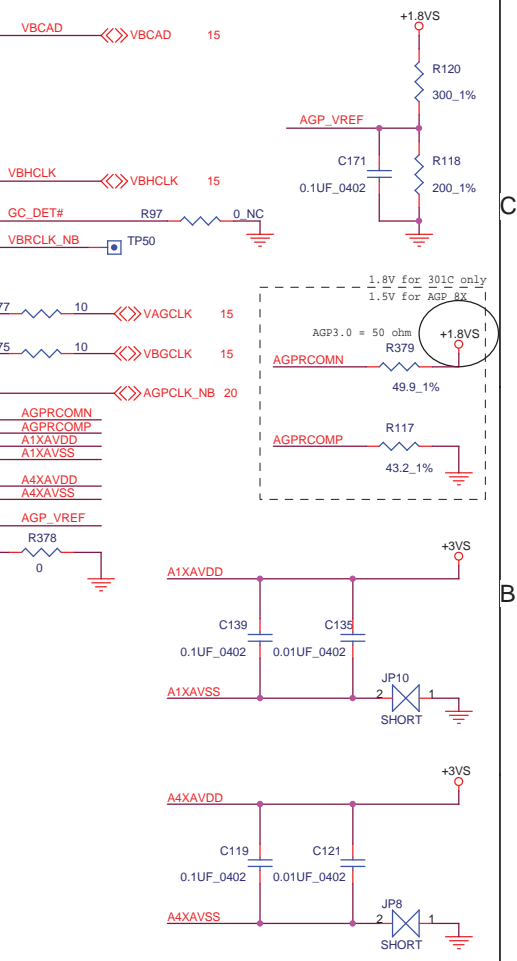 +1.8VS
VBCAD
VBCAD 15
R120
300_1%
AGP_VREF
C171
R118
0.1UF_0402
200_1%
VBHCLK
VBHCLK 15
C
GC_DET#
R97
0_NC
VBRCLK_NB
TP50
1.8V for 301C only
1.5V for AGP 8X
77
10
VAGCLK 15
AGP3.0 = 50 ohm
+1.8VS
R379
AGPRCOMN
49.9_1%
75
10
VBGCLK 15
AGPCLK_NB 20
AGPRCOMN
AGPRCOMP
A1XAVDD
A1XAVSS
R117
AGPRCOMP
43.2_1%
A4XAVDD
A4XAVSS
AGP_VREF
R378
0
+3VS
A1XAVDD
B
C139
C135
0.1UF_0402
0.01UF_0402
JP10
A1XAVSS
2
1
SHORT
+3VS
A4XAVDD
C119
C121
0.1UF_0402
0.01UF_0402
JP8
A4XAVSS
2
1
SHORT